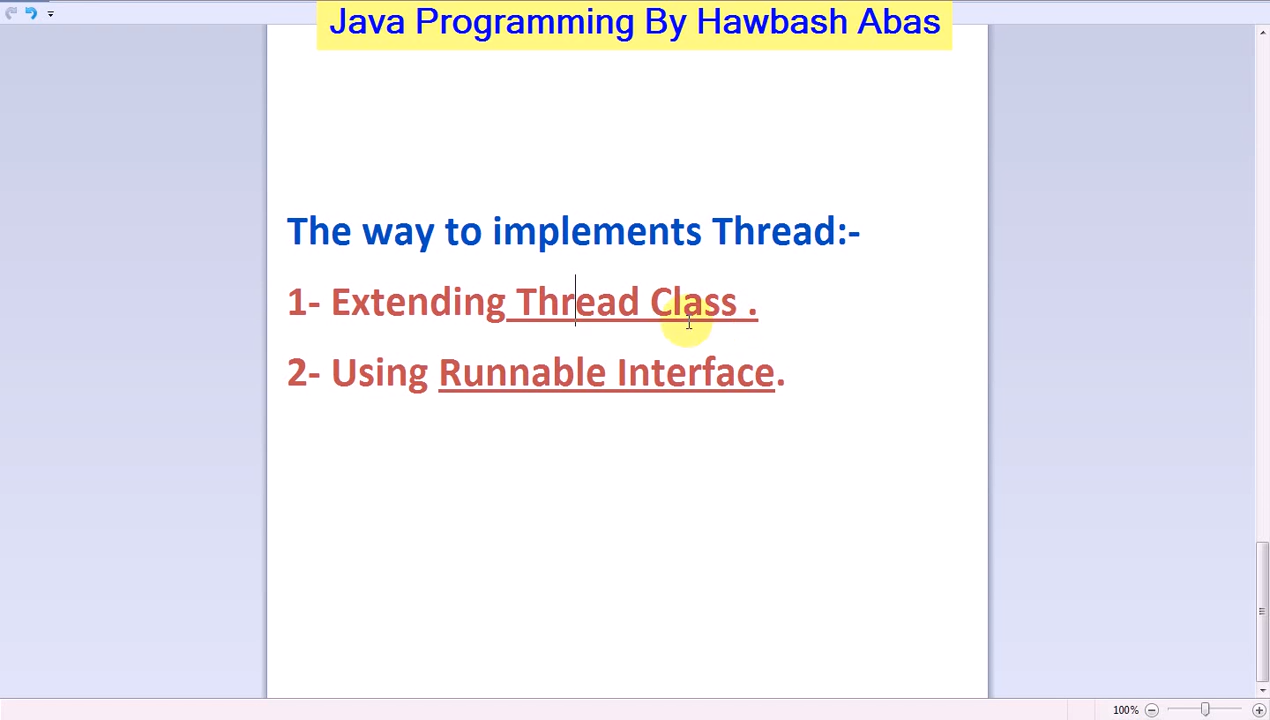 Java Programming By Hawbash Abas
The way to implements Thread:-
1- Extending Thread Class .
2- Using Runnable Interface.
100%